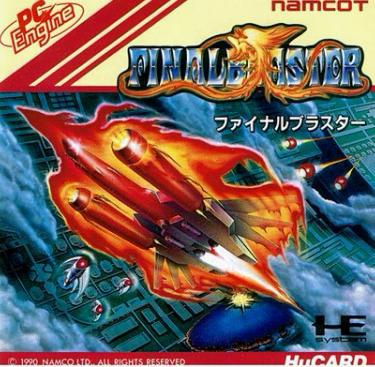 PC Engine
namcot
FINAL BLASTER
ファイナルブラスター
HE
system
© 1990 NAMCO LTD., ALL RIGHTS RESERVED
HuCARD